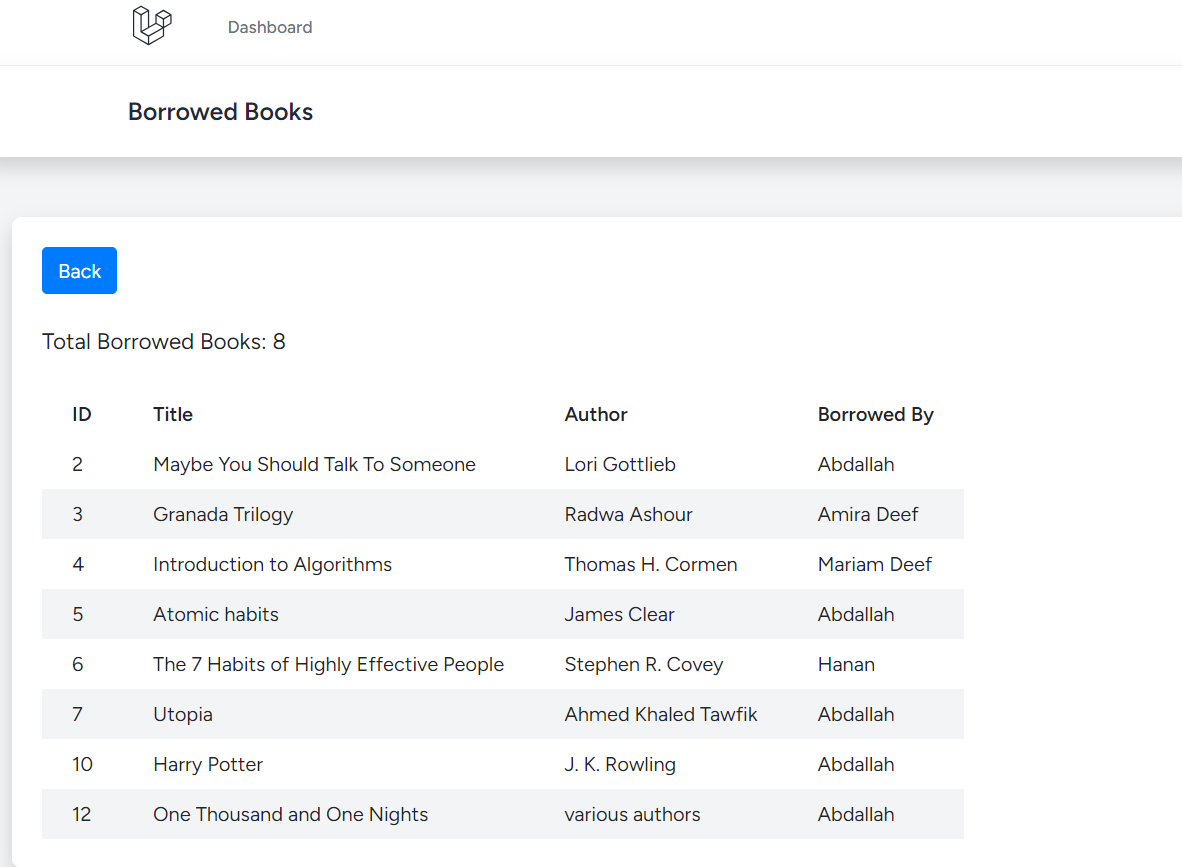 Dashboard
Borrowed Books
Back
Total Borrowed Books: 8
ID Title Author Borrowed By
2 Maybe You Should Talk To Someone Lori Gottlieb Abdallah
3 Granada Trilogy Radwa Ashour Amira Deef
4 Introduction to Algorithms Thomas H. Cormen Mariam Deef
5 Atomic habits James Clear Abdallah
6 The 7 Habits of Highly Effective People Stephen R. Covey Hanan
7 Utopia Ahmed Khaled Tawfik Abdallah
10 Harry Potter J. K. Rowling Abdallah
12 One Thousand and One Nights various authors Abdallah